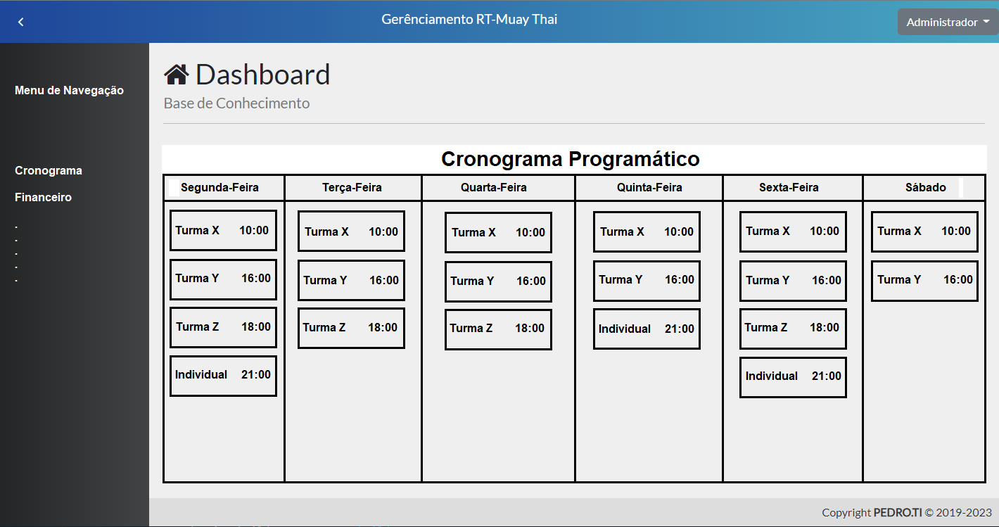 Gerênciamento RT-Muay Thai
Administrador
Menu de Navegação
Cronograma
Financeiro
.
.
.
.
.
Dashboard
Base de Conhecimento
Cronograma Programático
Segunda-Feira Terça-Feira Quarta-Feira Quinta-Feira Sexta-Feira Sábado
Turma X 10:00 Turma X 10:00 Turma X 10:00 Turma X 10:00 Turma X 10:00 Turma X 10:00
Turma Y 16:00 Turma Y 16:00 Turma Y 16:00 Turma Y 16:00 Turma Y 16:00 Turma Y 16:00
Turma Z 18:00 Turma Z 18:00 Turma Z 18:00 Individual 21:00 Turma Z 18:00
Individual 21:00 Individual 21:00
Copyright PEDRO.TI © 2019-2023